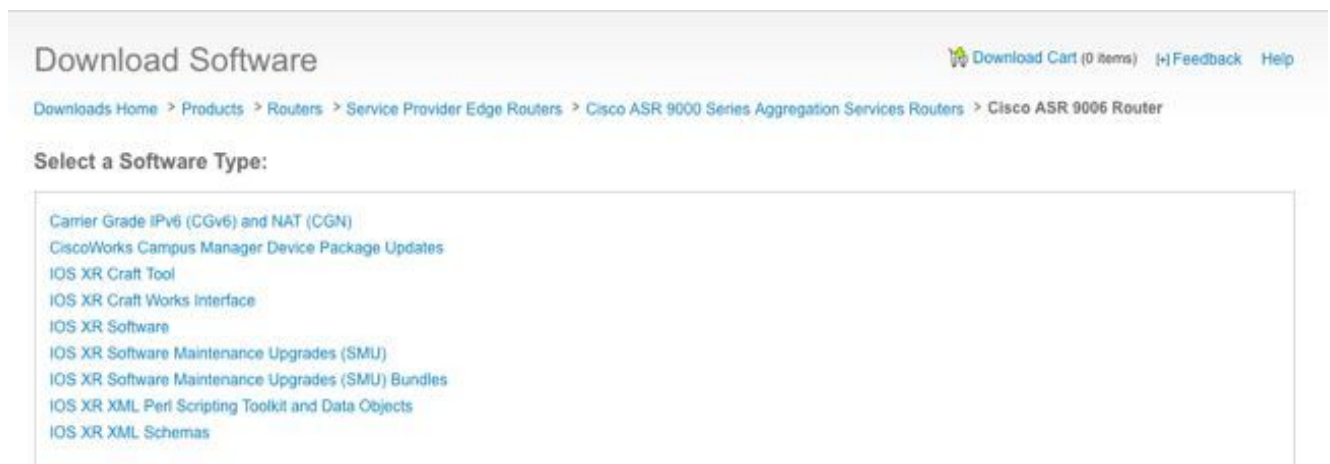 Download Software
Download Cart (0 items) [+] Feedback Help
Downloads Home > Products > Routers > Service Provider Edge Routers > Cisco ASR 9000 Series Aggregation Services Routers > Cisco ASR 9006 Router
Select a Software Type:
Carrier Grade IPv6 (CGv6) and NAT (CGN)
CiscoWorks Campus Manager Device Package Updates
IOS XR Craft Tool
IOS XR Craft Works Interface
IOS XR Software
IOS XR Software Maintenance Upgrades (SMU)
IOS XR Software Maintenance Upgrades (SMU) Bundles
IOS XR XML Perl Scripting Toolkit and Data Objects
IOS XR XML Schemas